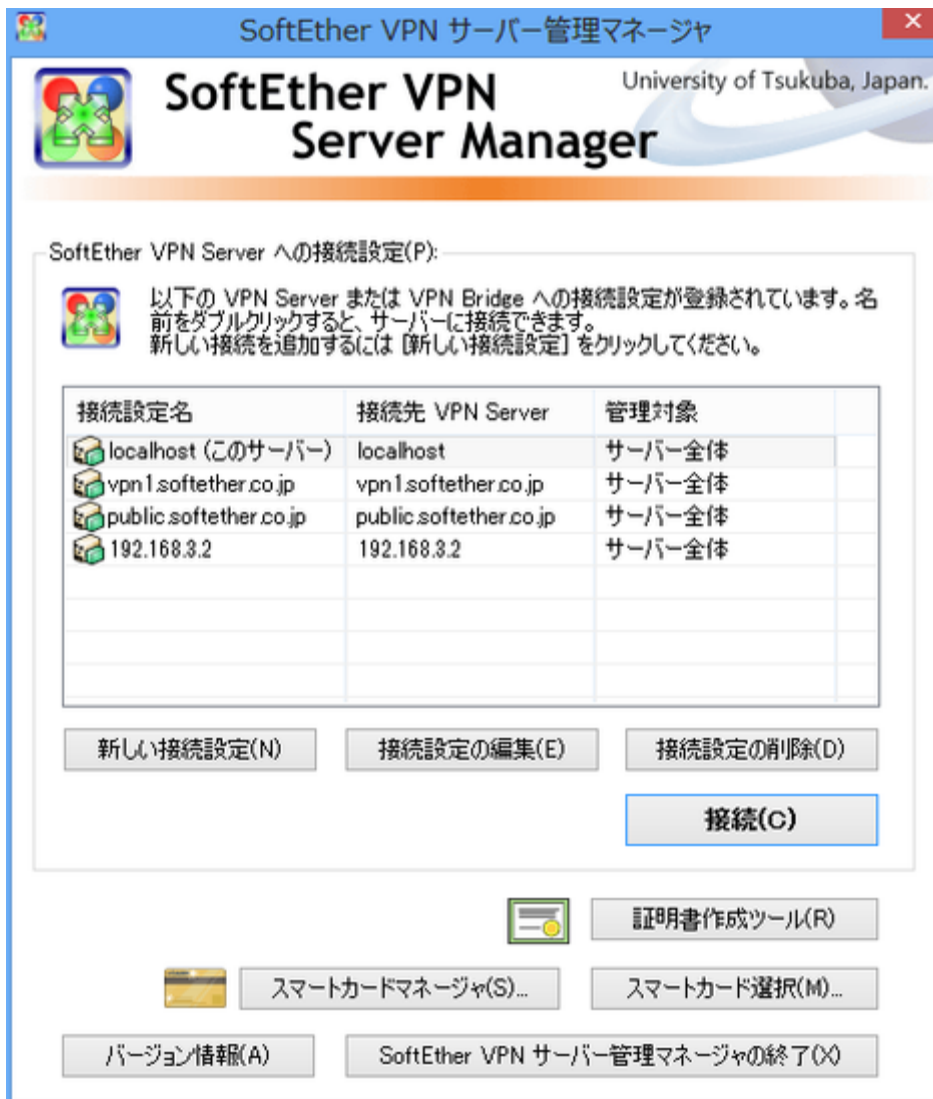 SoftEther VPN サーバー管理マネージャ
SoftEther VPN
Server Manager
University of Tsukuba, Japan.
SoftEther VPN Server への接続設定(P):
以下の VPN Server または VPN Bridge への接続設定が登録されています。名
前をダブルクリックすると、サーバーに接続できます。
新しい接続を追加するには [新しい接続設定] をクリックしてください。
接続設定名 接続先 VPN Server 管理対象
localhost (このサーバー) localhost サーバー全体
vpn1.softether.co.jp vpn1.softether.co.jp サーバー全体
public.softether.co.jp public.softether.co.jp サーバー全体
192.168.3.2 192.168.3.2 サーバー全体
新しい接続設定(N) 接続設定の編集(E) 接続設定の削除(D)
接続(C)
証明書作成ツール(R)
スマートカードマネージャ(S)... スマートカード選択(M)...
バージョン情報(A) SoftEther VPN サーバー管理マネージャの終了(X)